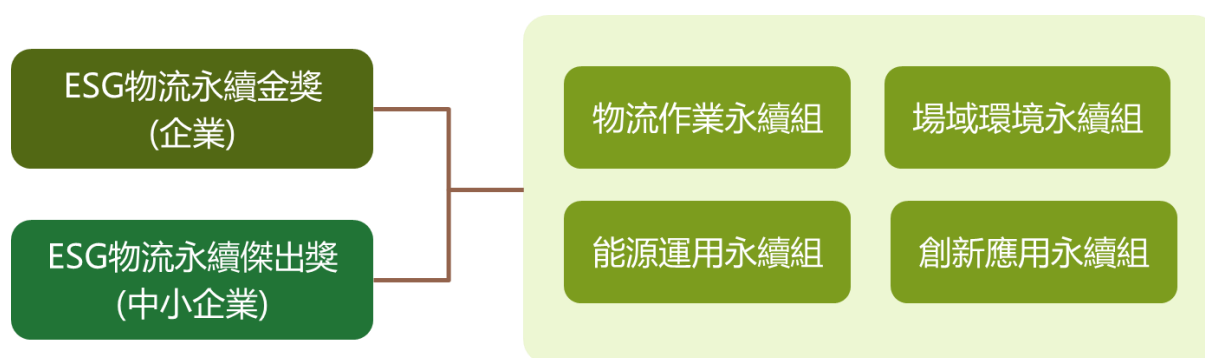 ESG物流永續金獎
(企業)
ESG物流永續傑出獎
(中小企業)
物流作業永續組
場域環境永續組
能源運用永續組
創新應用永續組